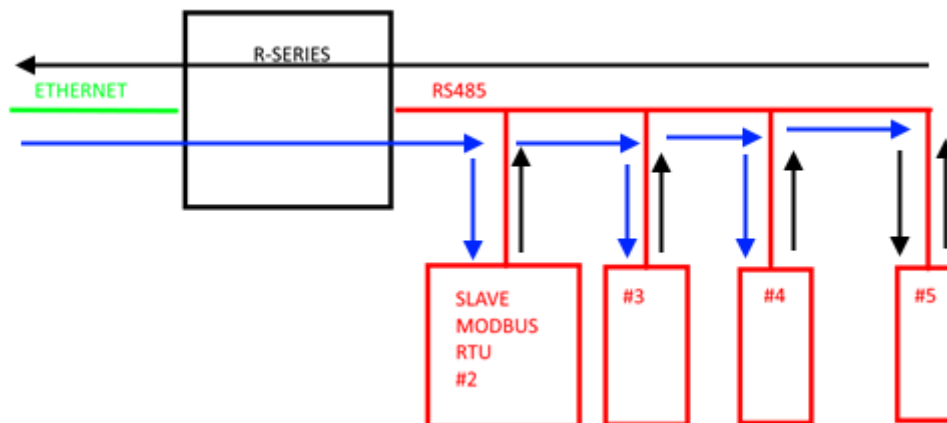 R-SERIES
ETHERNET
RS485
SLAVE
MODBUS
RTU
#2
#3
#4
#5